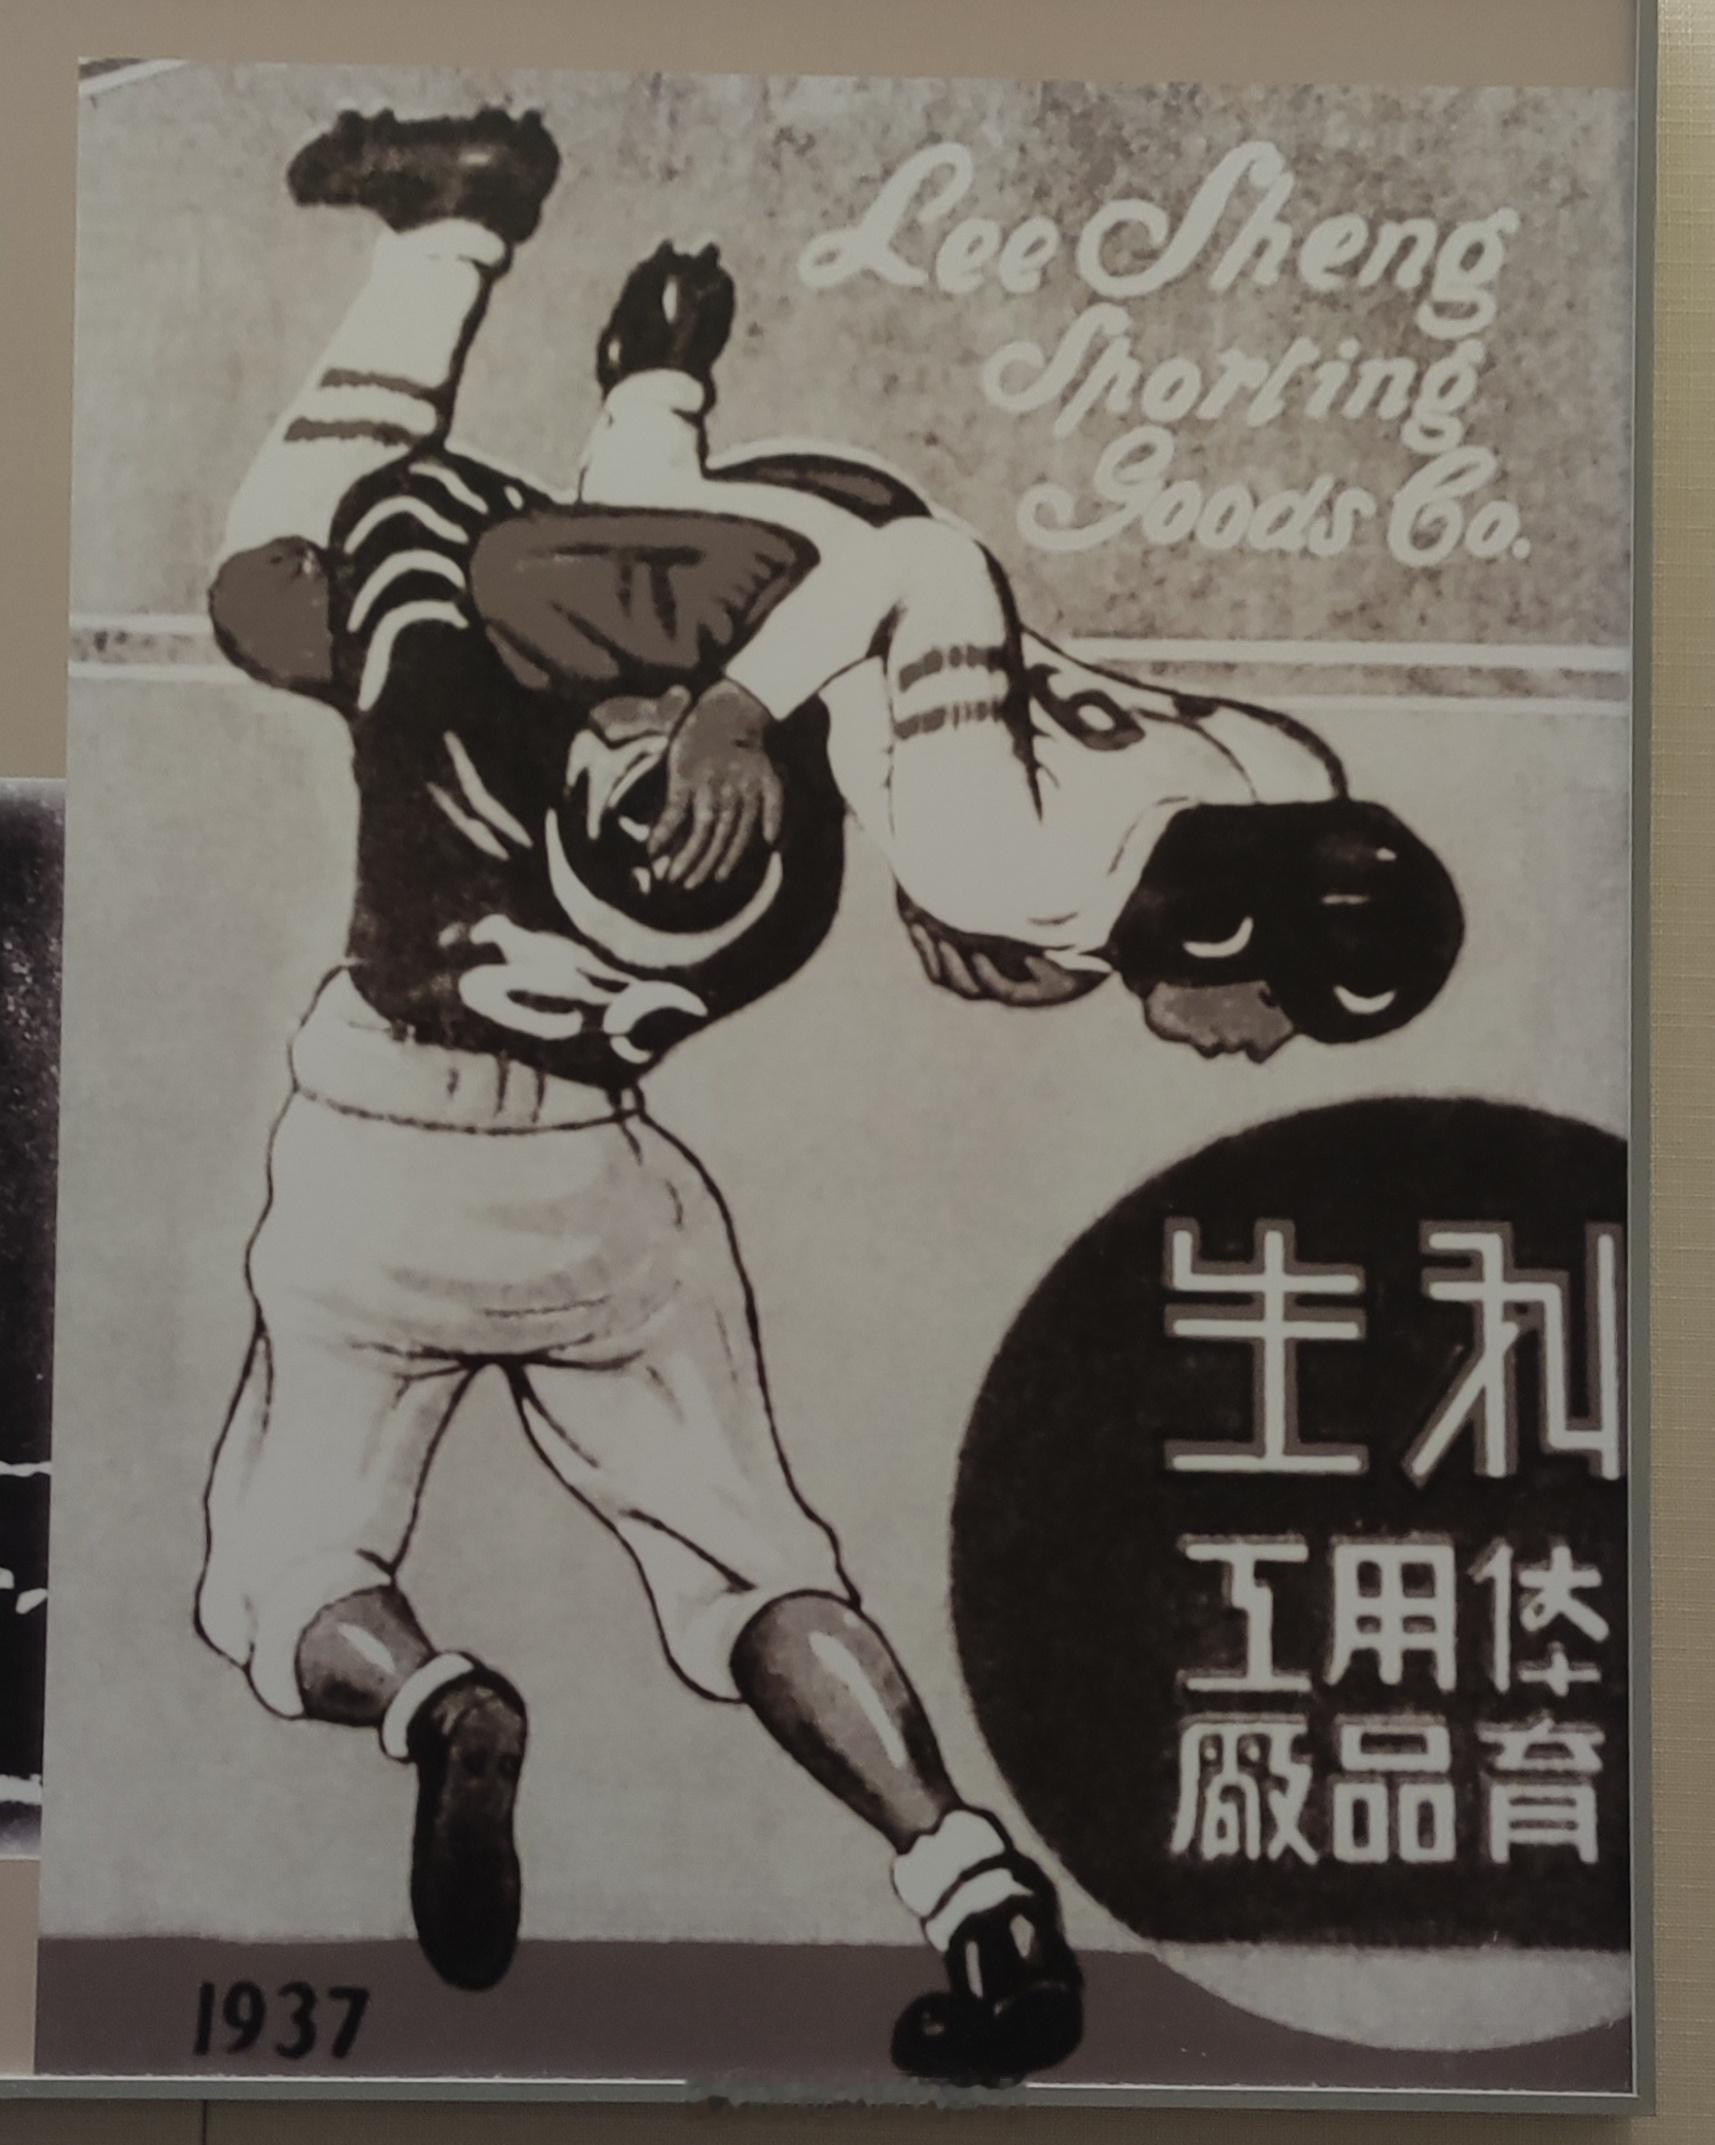 Lee Sheng
Sporting
Goods Co.
利生
体育
用品
工廠
1937